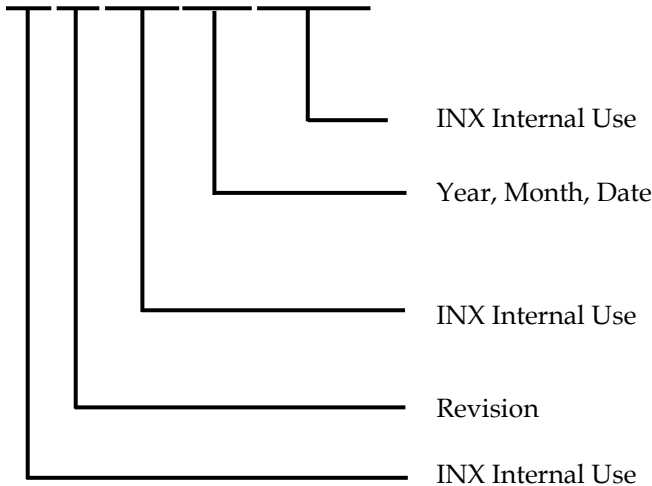 INX Internal Use
Year, Month, Date
INX Internal Use
Revision
INX Internal Use